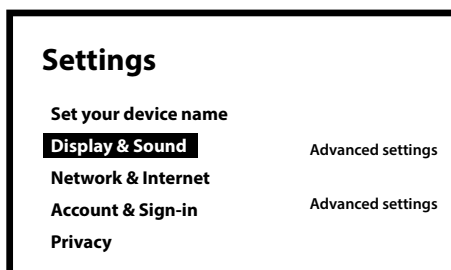 Settings
Set your device name
Display & Sound
Advanced settings
Network & Internet
Account & Sign-in
Advanced settings
Privacy